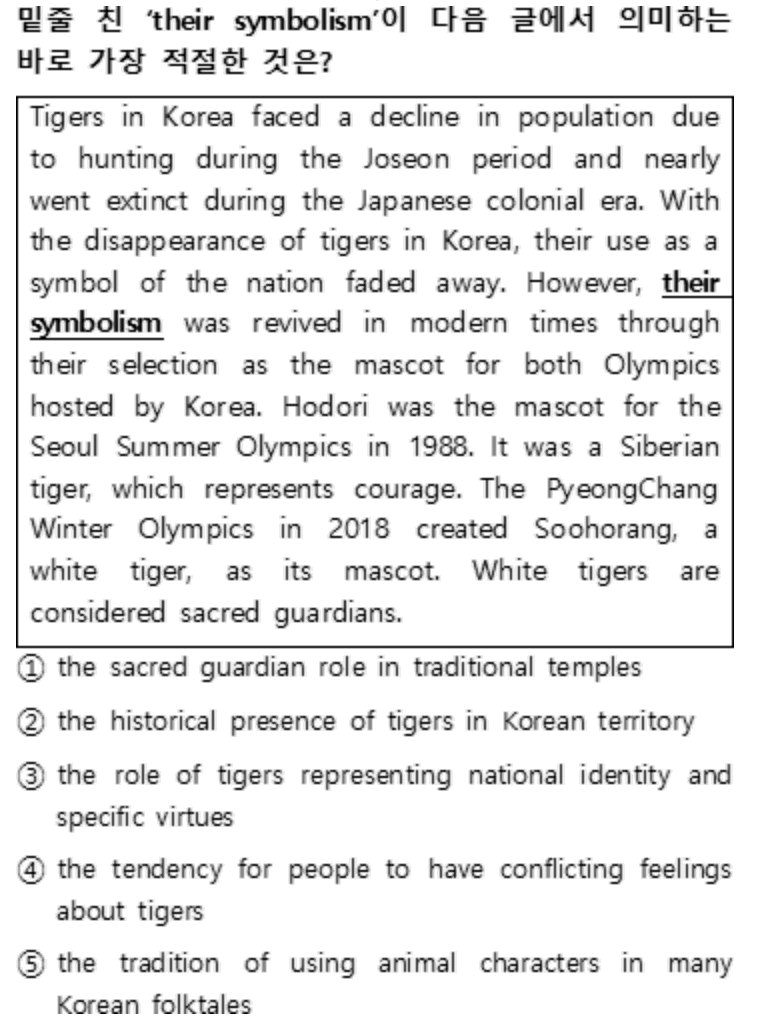 밑줄 친 ‘their symbolism’이 다음 글에서 의미하는
바로 가장 적절한 것은?
Tigers in Korea faced a decline in population due
to hunting during the Joseon period and nearly
went extinct during the Japanese colonial era. With
the disappearance of tigers in Korea, their use as a
symbol of the nation faded away. However, their
symbolism was revived in modern times through
their selection as the mascot for both Olympics
hosted by Korea. Hodori was the mascot for the
Seoul Summer Olympics in 1988. It was a Siberian
tiger, which represents courage. The PyeongChang
Winter Olympics in 2018 created Soohorang, a
white tiger, as its mascot. White tigers are
considered sacred guardians.
① the sacred guardian role in traditional temples
② the historical presence of tigers in Korean territory
③ the role of tigers representing national identity and
specific virtues
④ the tendency for people to have conflicting feelings
about tigers
⑤ the tradition of using animal characters in many
Korean folktales